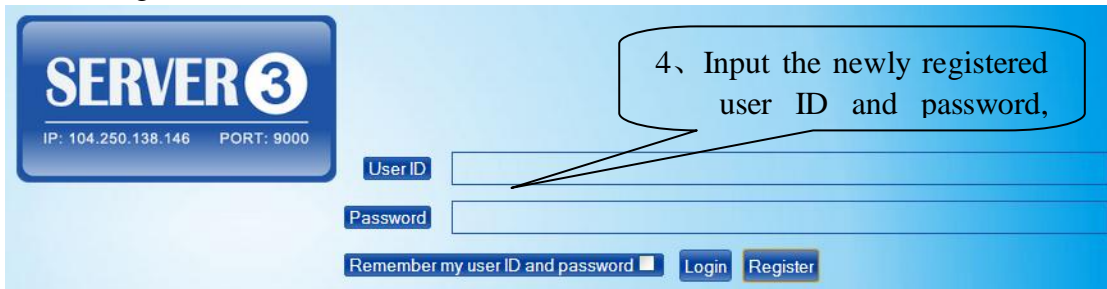 SERVER 3
IP: 104.250.138.146 PORT: 9000
4、Input the newly registered
user ID and password,
User ID
Password
Remember my user ID and password
Login
Register